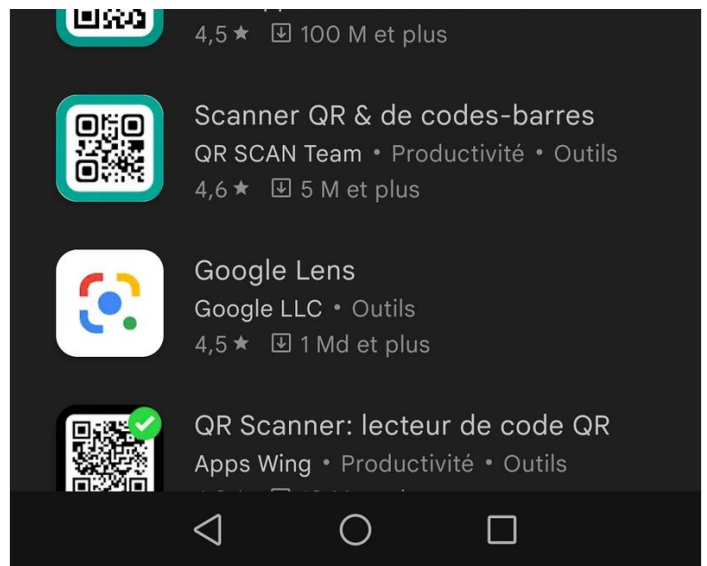 4,5 ★ 100 M et plus
Scanner QR & de codes-barres
QR SCAN Team • Productivité • Outils
4,6 ★ 5 M et plus
Google Lens
Google LLC • Outils
4,5 ★ 1 Md et plus
QR Scanner: lecteur de code QR
Apps Wing • Productivité • Outils